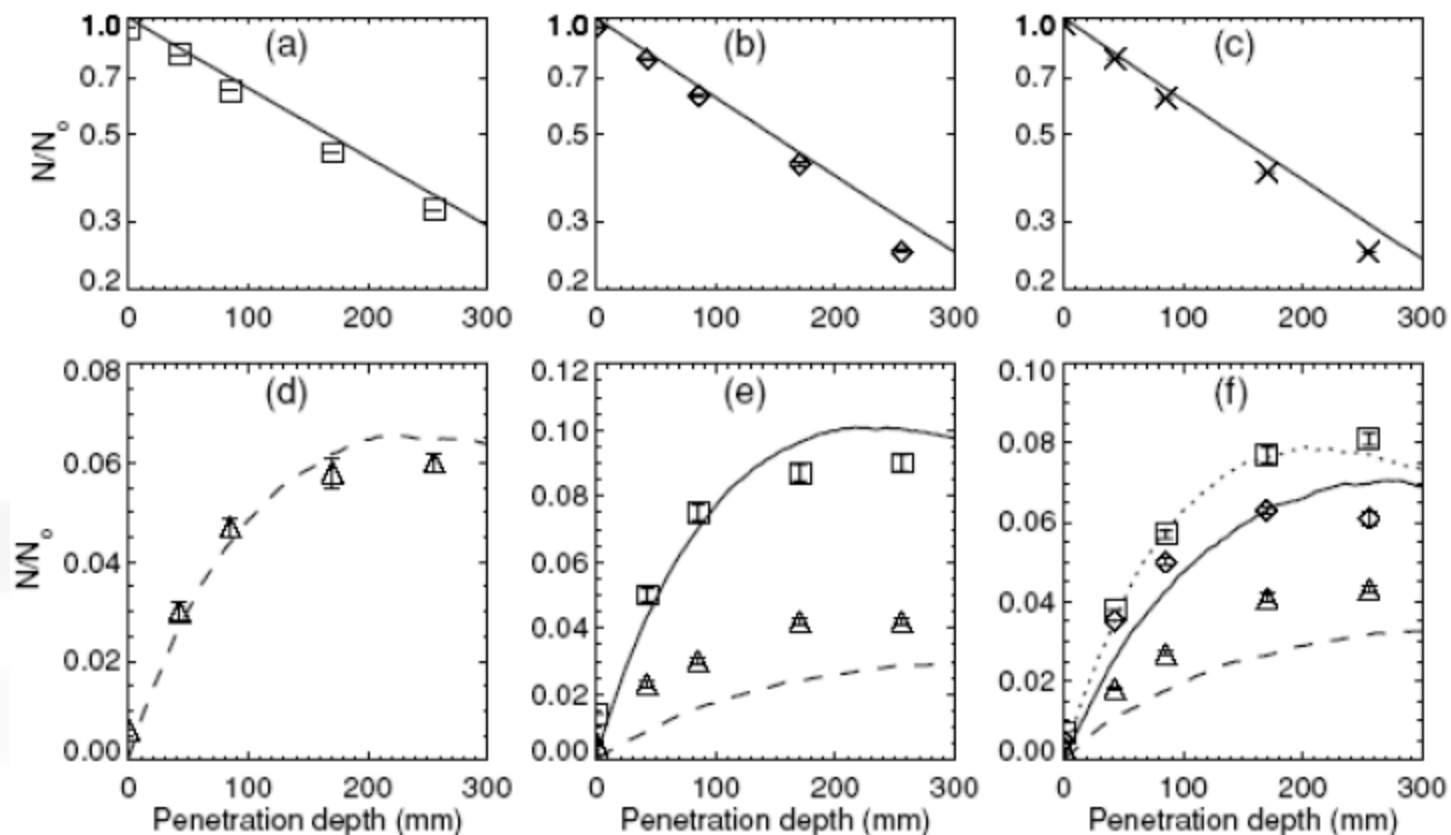 (a) (b) (c)
N/N₀
1.0 0.7 0.5 0.3 0.2
1.0 0.7 0.5 0.3 0.2
1.0 0.7 0.5 0.3 0.2
0 100 200 300 0 100 200 300 0 100 200 300
(d) (e) (f)
N/N₀
0.08 0.06 0.04 0.02 0.00
0.12 0.10 0.08 0.06 0.04 0.02 0.00
0.10 0.08 0.06 0.04 0.02 0.00
0 100 200 300 0 100 200 300 0 100 200 300
Penetration depth (mm) Penetration depth (mm) Penetration depth (mm)